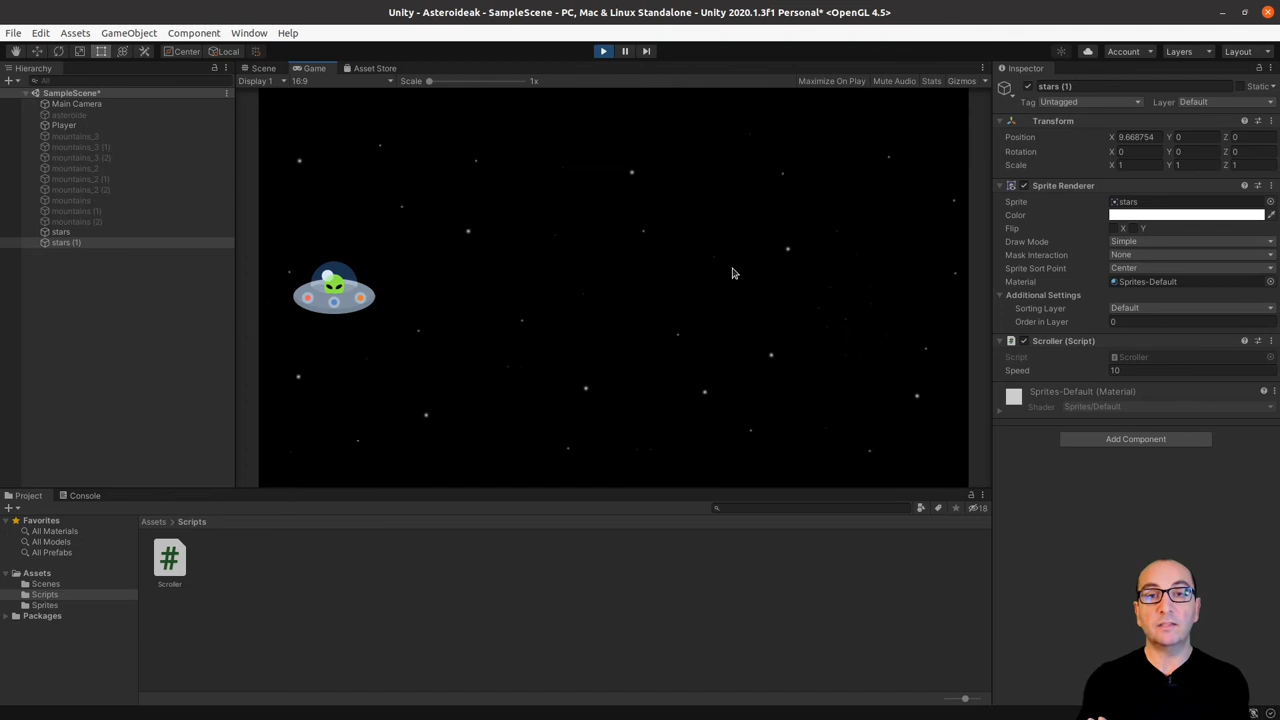 Unity - Asteroideak - SampleScene - PC, Mac & Linux Standalone - Unity 2020.1.3f1 Personal* <OpenGL 4.5>
File Edit Assets GameObject Component Window Help
Center Local Account Layers Layout
Hierarchy
All
SampleScene*
Main Camera
asteroide
Player
mountains_3
mountains_3 (1)
mountains_3 (2)
mountains_2
mountains_2 (1)
mountains_2 (2)
mountains
mountains (1)
mountains (2)
stars
stars (1)
Scene Game Asset Store
Display 1 16:9 Scale 1x Maximize On Play Mute Audio Stats Gizmos
Inspector
stars (1) Static
Tag Untagged Layer Default
Transform
Position X 9.668754 Y 0 Z 0
Rotation X 0 Y 0 Z 0
Scale X 1 Y 1 Z 1
Sprite Renderer
Sprite stars
Color
Flip X Y
Draw Mode Simple
Mask Interaction None
Sprite Sort Point Center
Material Sprites-Default
Additional Settings
Sorting Layer Default
Order in Layer 0
Scroller (Script)
Script Scroller
Speed 10
Sprites-Default (Material)
Shader Sprites/Default
Add Component
Project Console
18
Favorites
All Materials
All Models
All Prefabs
Assets
Scenes
Scripts
Sprites
Packages
Assets > Scripts
#
Scroller